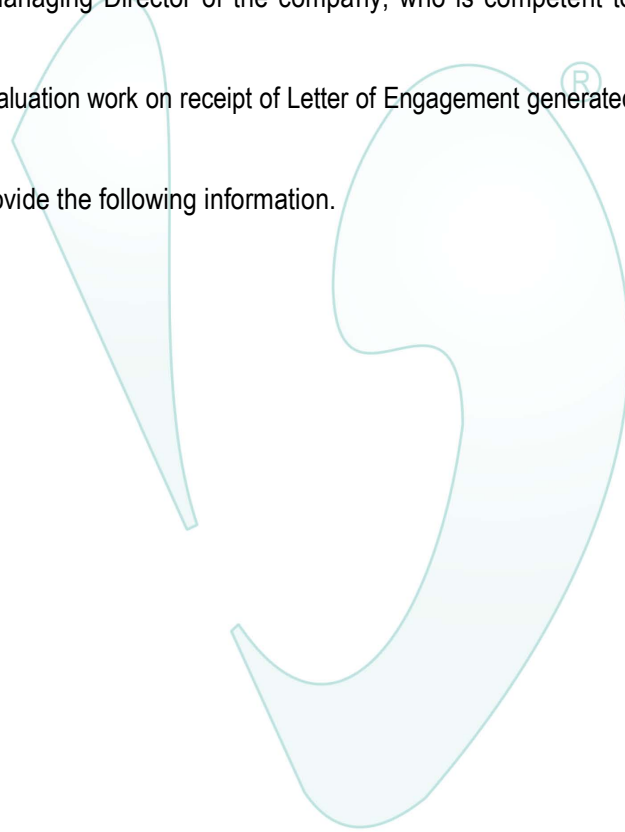 anaging Director of the company, who is competent to
aluation work on receipt of Letter of Engagement generated
®
ovide the following information.